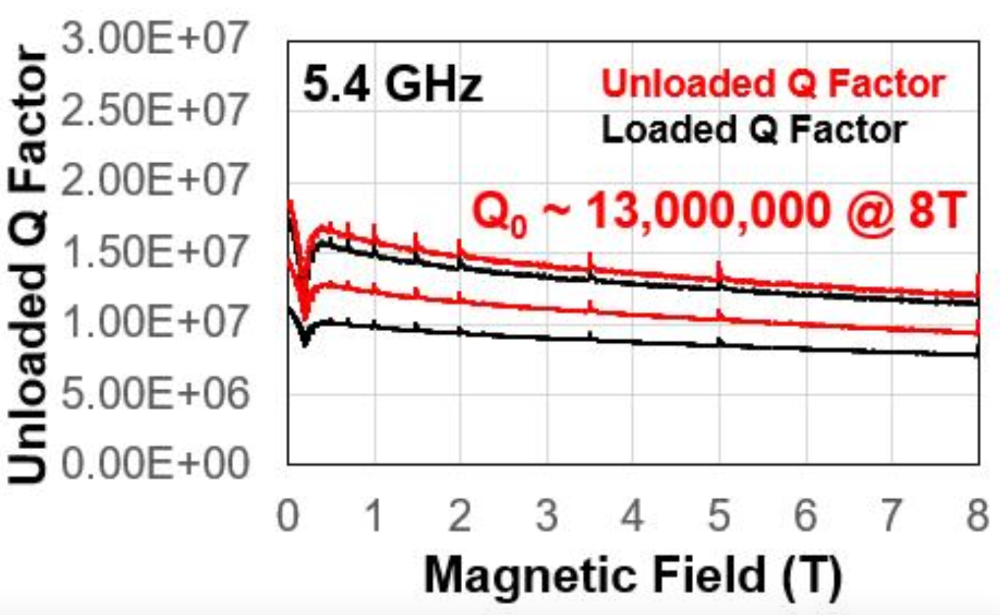 Unloaded Q Factor
3.00E+07
2.50E+07
2.00E+07
1.50E+07
1.00E+07
5.00E+06
0.00E+00
5.4 GHz
Unloaded Q Factor
Loaded Q Factor
Q₀ ~ 13,000,000 @ 8T
0 1 2 3 4 5 6 7 8
Magnetic Field (T)